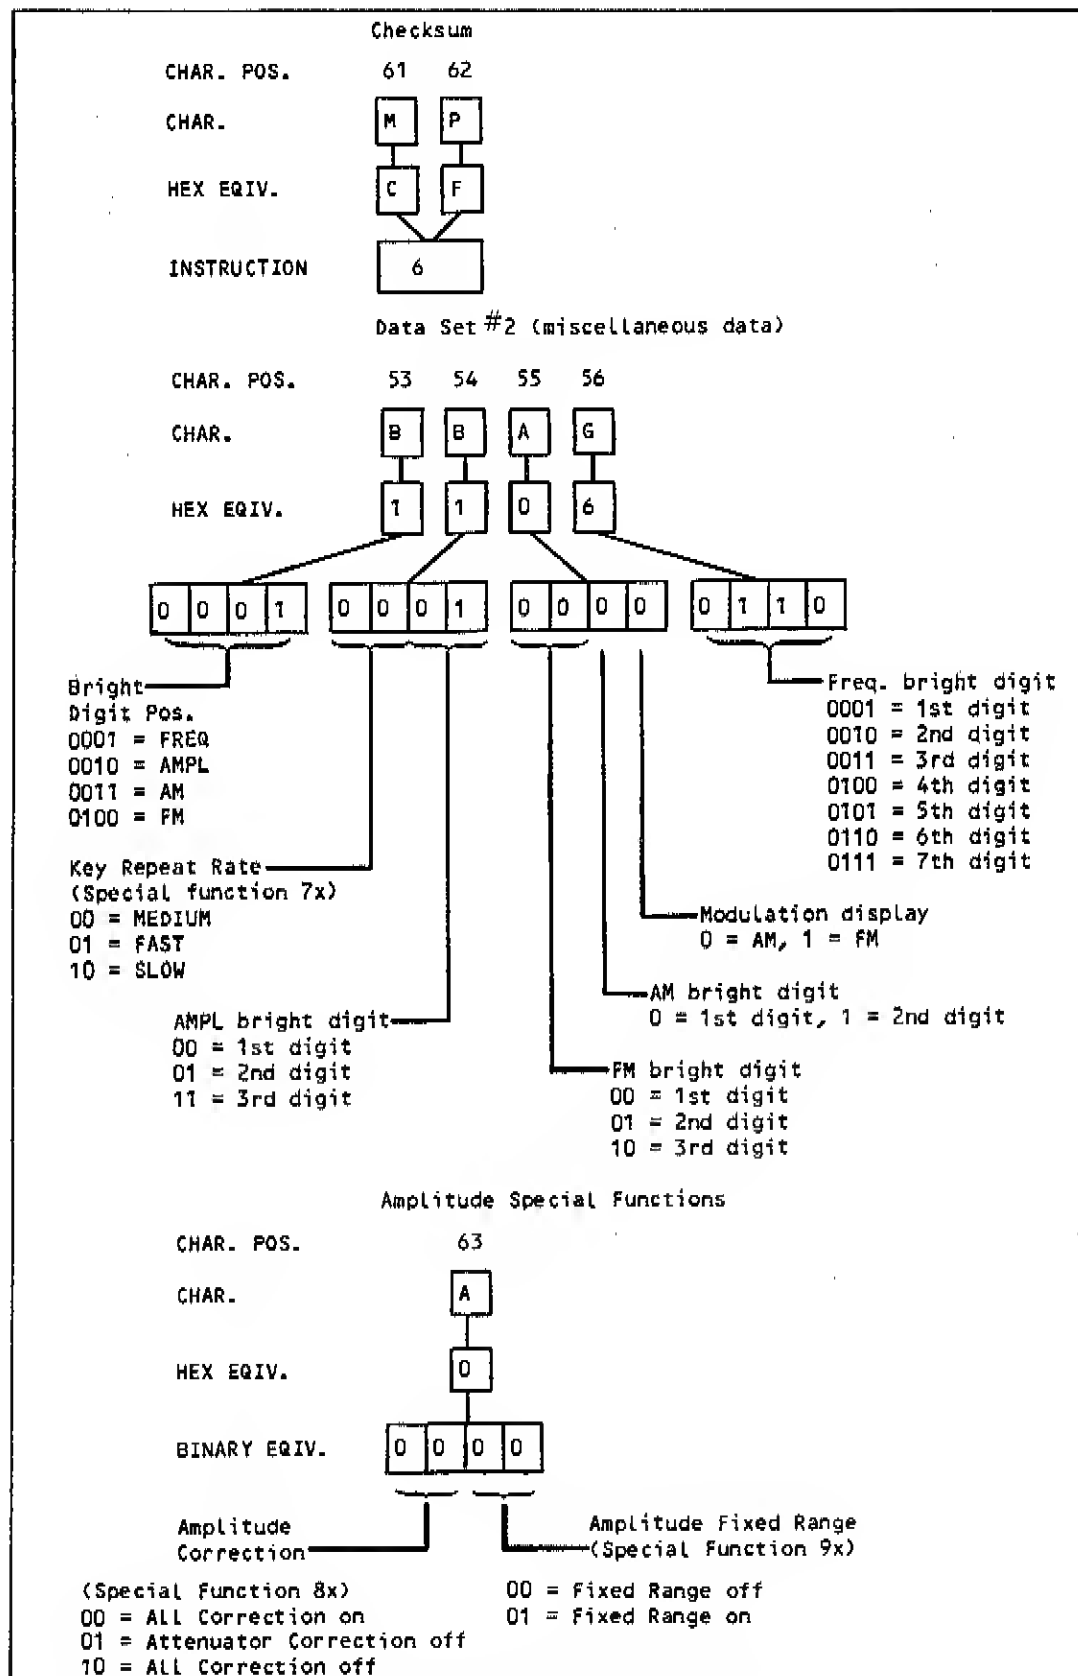 Checksum
CHAR. POS. 61 62
CHAR. M P
HEX EQIV. C F
INSTRUCTION 6
Data Set #2 (miscellaneous data)
CHAR. POS. 53 54 55 56
CHAR. B B A G
HEX EQIV. 1 1 0 6
0 0 0 1 0 0 0 1 0 0 0 0 0 1 1 0
Bright
Digit Pos.
0001 = FREQ
0010 = AMPL
0011 = AM
0100 = FM
Freq. bright digit
0001 = 1st digit
0010 = 2nd digit
0011 = 3rd digit
0100 = 4th digit
0101 = 5th digit
0110 = 6th digit
0111 = 7th digit
Key Repeat Rate
(Special function 7x)
00 = MEDIUM
01 = FAST
10 = SLOW
Modulation display
0 = AM, 1 = FM
AM bright digit
0 = 1st digit, 1 = 2nd digit
AMPL bright digit
00 = 1st digit
01 = 2nd digit
11 = 3rd digit
FM bright digit
00 = 1st digit
01 = 2nd digit
10 = 3rd digit
Amplitude Special Functions
CHAR. POS. 63
CHAR. A
HEX EQIV. 0
BINARY EQIV. 0 0 0 0
Amplitude
Correction
(Special Function 8x)
00 = ALL Correction on
01 = Attenuator Correction off
10 = ALL Correction off
Amplitude Fixed Range
(Special Function 9x)
00 = Fixed Range off
01 = Fixed Range on